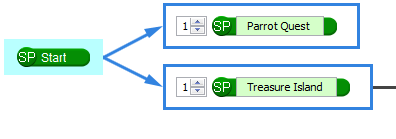 1 SP Parrot Quest
SP Start
1 SP Treasure Island